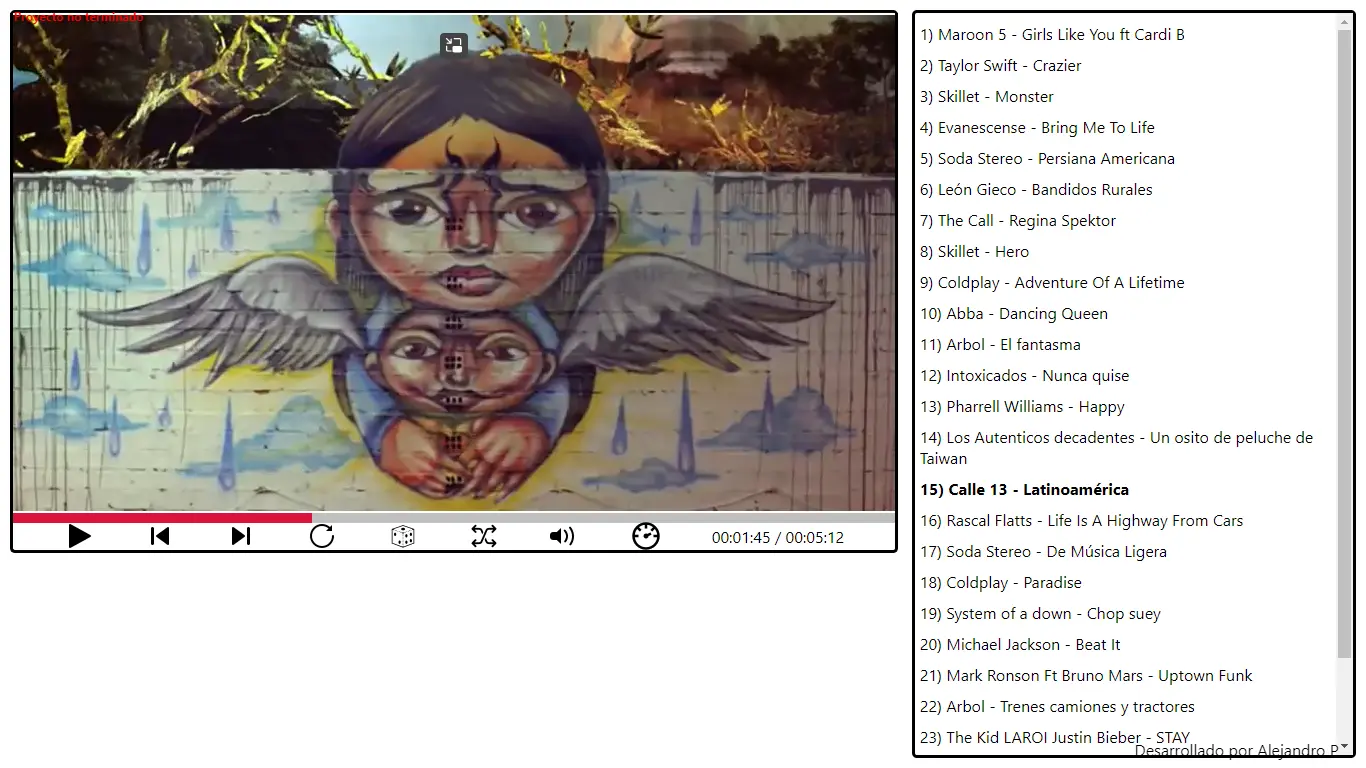 Proyecto no terminado
00:01:45 / 00:05:12
1) Maroon 5 - Girls Like You ft Cardi B
2) Taylor Swift - Crazier
3) Skillet - Monster
4) Evanescense - Bring Me To Life
5) Soda Stereo - Persiana Americana
6) León Gieco - Bandidos Rurales
7) The Call - Regina Spektor
8) Skillet - Hero
9) Coldplay - Adventure Of A Lifetime
10) Abba - Dancing Queen
11) Arbol - El fantasma
12) Intoxicados - Nunca quise
13) Pharrell Williams - Happy
14) Los Autenticos decadentes - Un osito de peluche de
Taiwan
15) Calle 13 - Latinoamérica
16) Rascal Flatts - Life Is A Highway From Cars
17) Soda Stereo - De Música Ligera
18) Coldplay - Paradise
19) System of a down - Chop suey
20) Michael Jackson - Beat It
21) Mark Ronson Ft Bruno Mars - Uptown Funk
22) Arbol - Trenes camiones y tractores
23) The Kid LAROI Justin Bieber - STAY
Desarrollado por Alejandro P